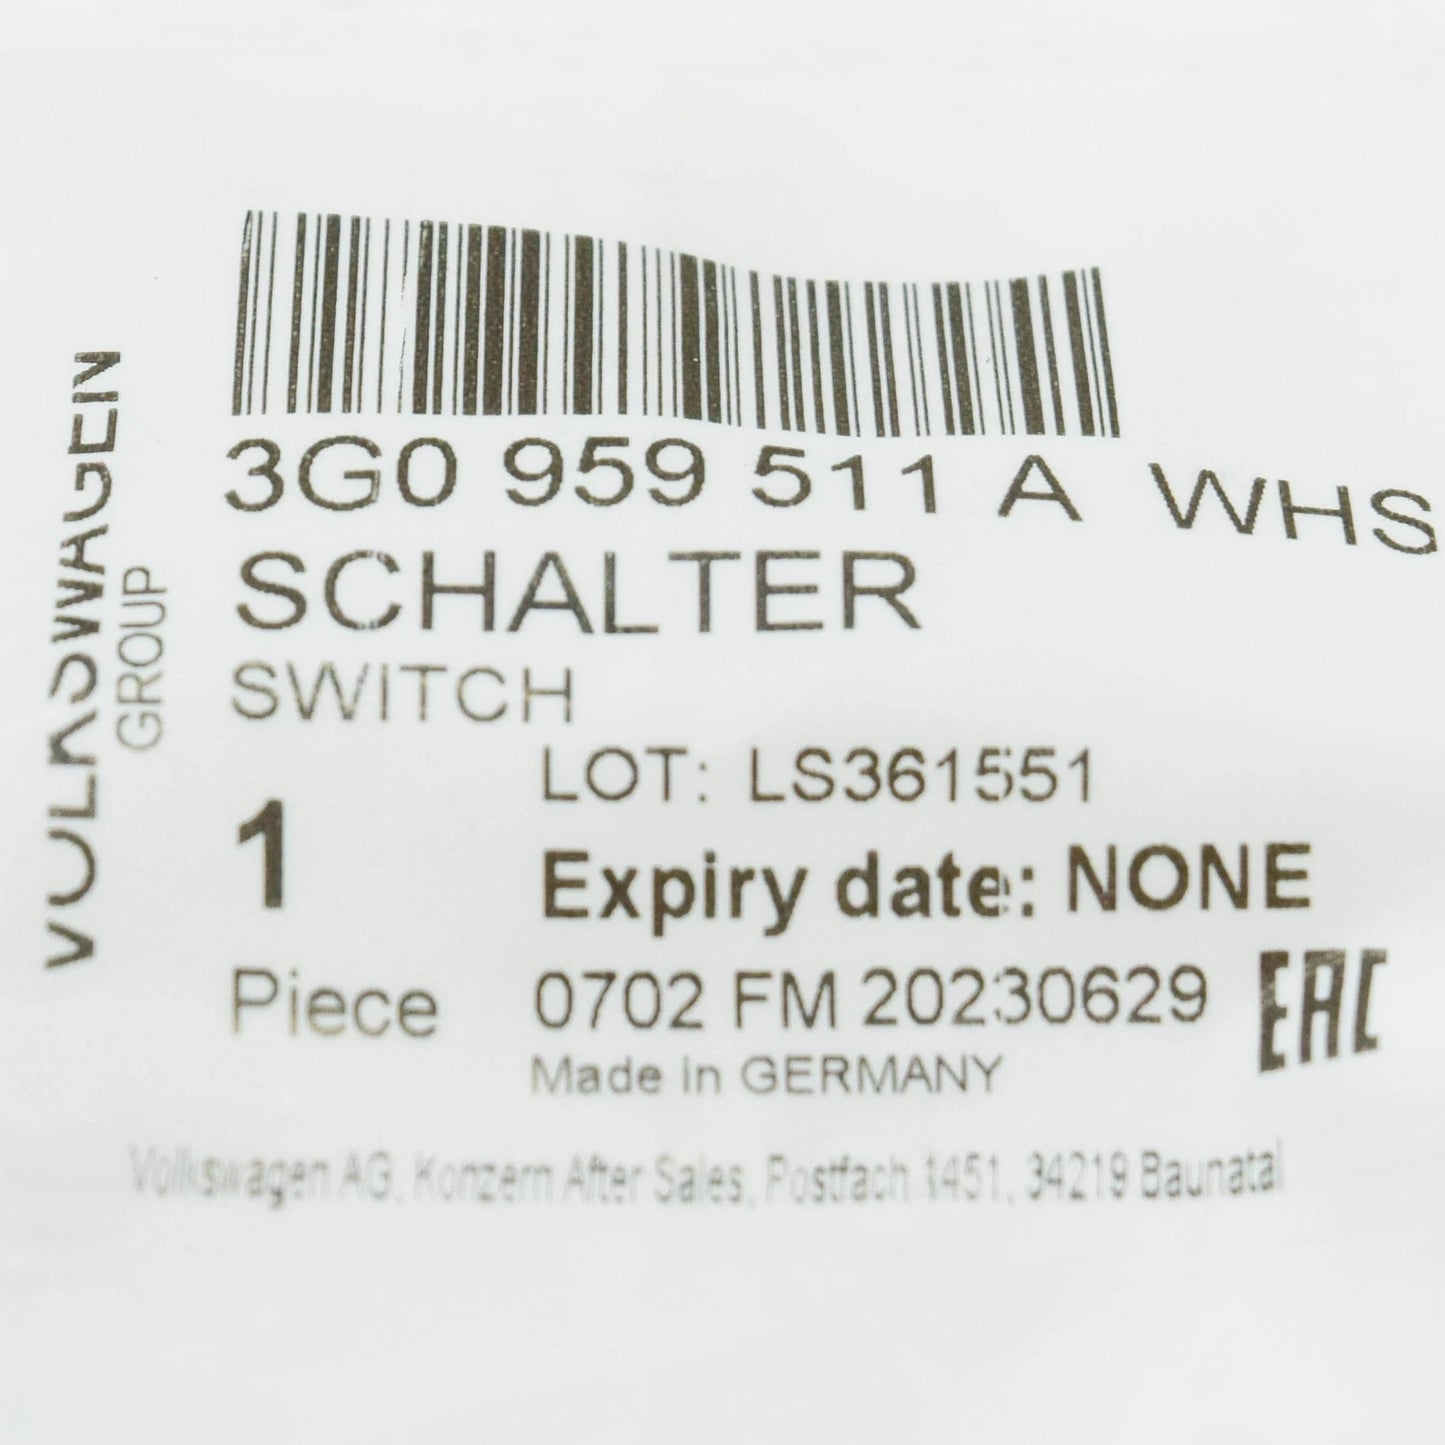 VOLKSWAGEN
GROUP
3G0 959 511 A WHS
SCHALTER
SWITCH
LOT: LS361551
1
Expiry date: NONE
Piece
0702 FM 20230629
EAC
Made in GERMANY
Volkswagen AG, Konzern After Sales, Postfach 1451, 34219 Baunatal